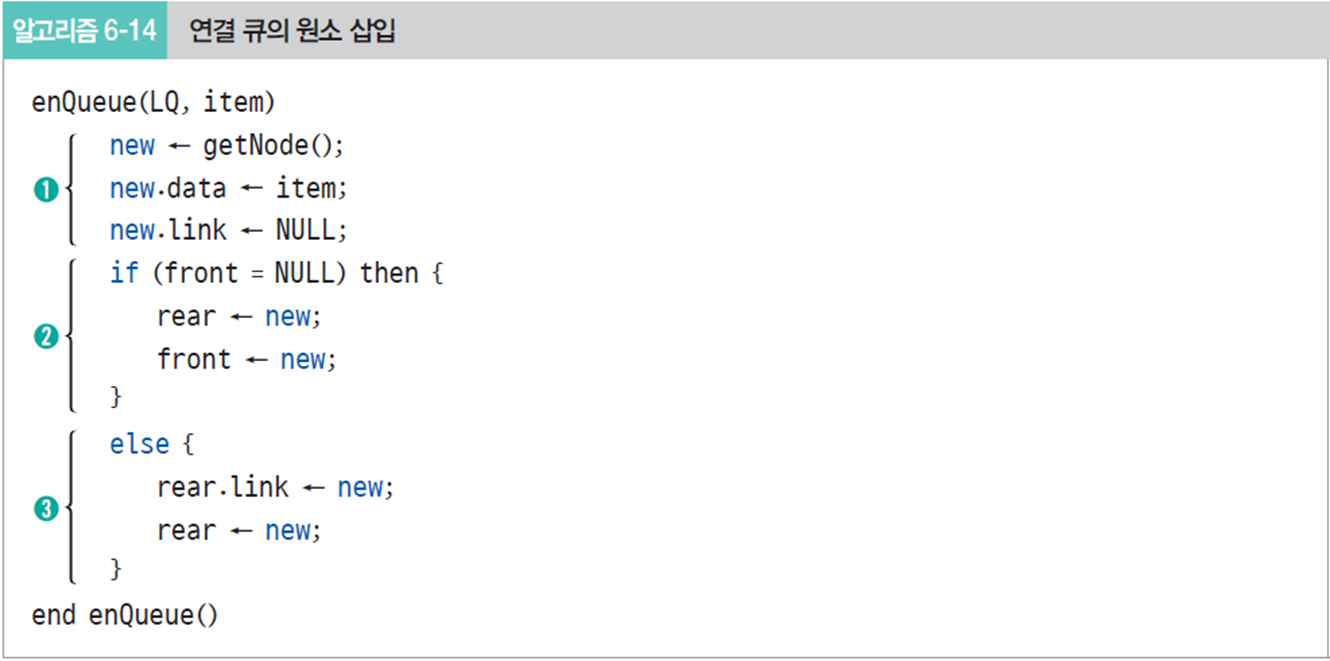 알고리즘 6-14 연결 큐의 원소 삽입
enQueue(LQ, item)
new ← getNode();
❶ new.data ← item;
new.link ← NULL;
if (front = NULL) then {
❷ rear ← new;
front ← new;
}
else {
❸ rear.link ← new;
rear ← new;
}
end enQueue()